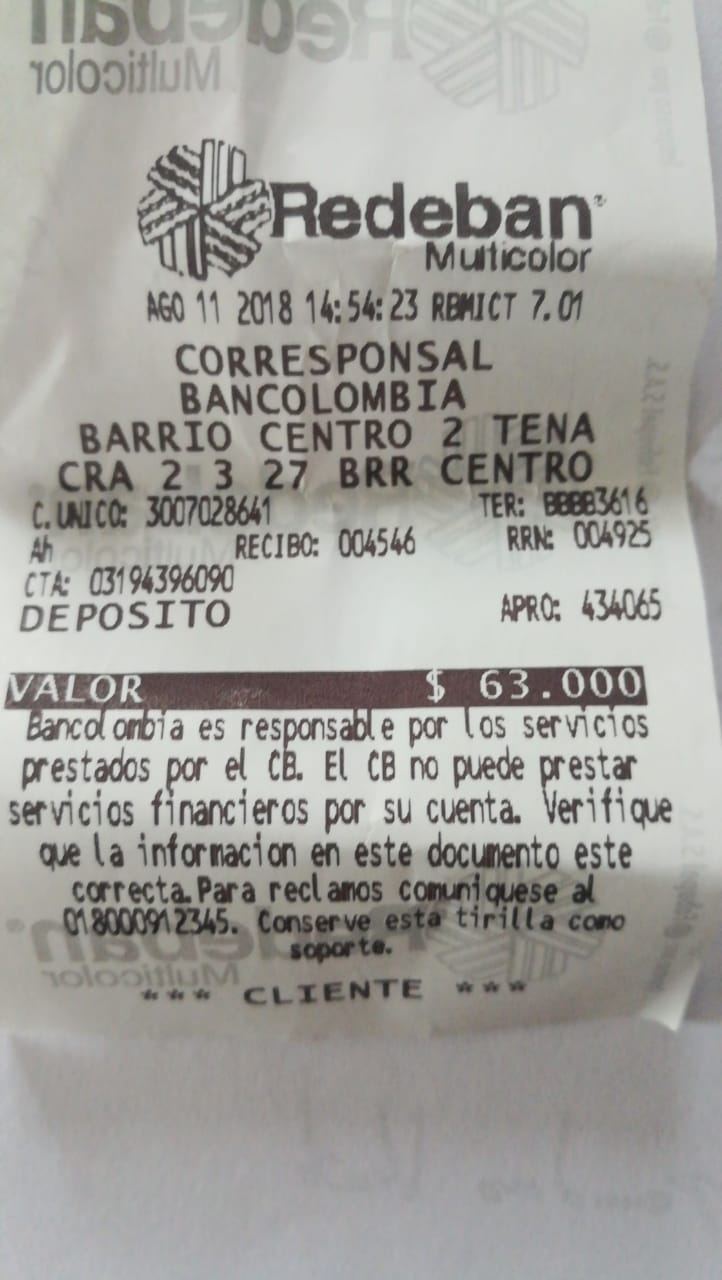 Redeban
Multicolor
Redeban®
Multicolor
AGO 11 2018 14:54:23 RBMICT 7.01
CORRESPONSAL
BANCOLOMBIA
BARRIO CENTRO 2 TENA
CRA 2 3 27 BRR CENTRO
C.UNICO: 3007028641 TER: BBBB3616
Ah RECIBO: 004546 RRN: 004925
CTA: 03194396090
DEPOSITO APRO: 434065
VALOR $ 63.000
Bancolombia es responsable por los servicios
prestados por el CB. El CB no puede prestar
servicios financieros por su cuenta. Verifique
que la informacion en este documento este
correcta.Para reclamos comuniquese al
018000912345. Conserve esta tirilla como
soporte.
Redeban®
Multicolor
*** CLIENTE ***